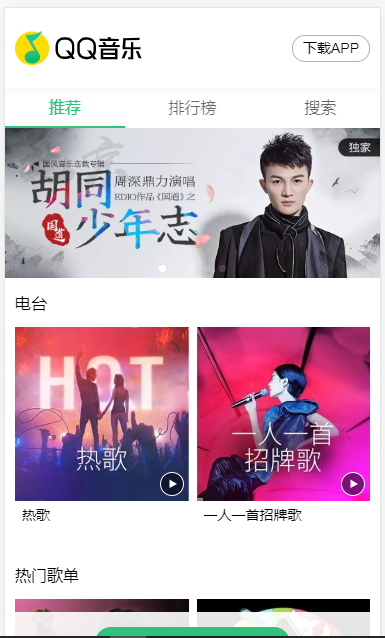 QQ音乐
下载APP
推荐
排行榜
搜索
独家
国风音乐连载专辑
胡同
周深鼎力演唱
EDIO作品《国道》之
国道
少年志
电台
HOT
热歌
一人一首
招牌歌
热歌
一人一首招牌歌
热门歌单